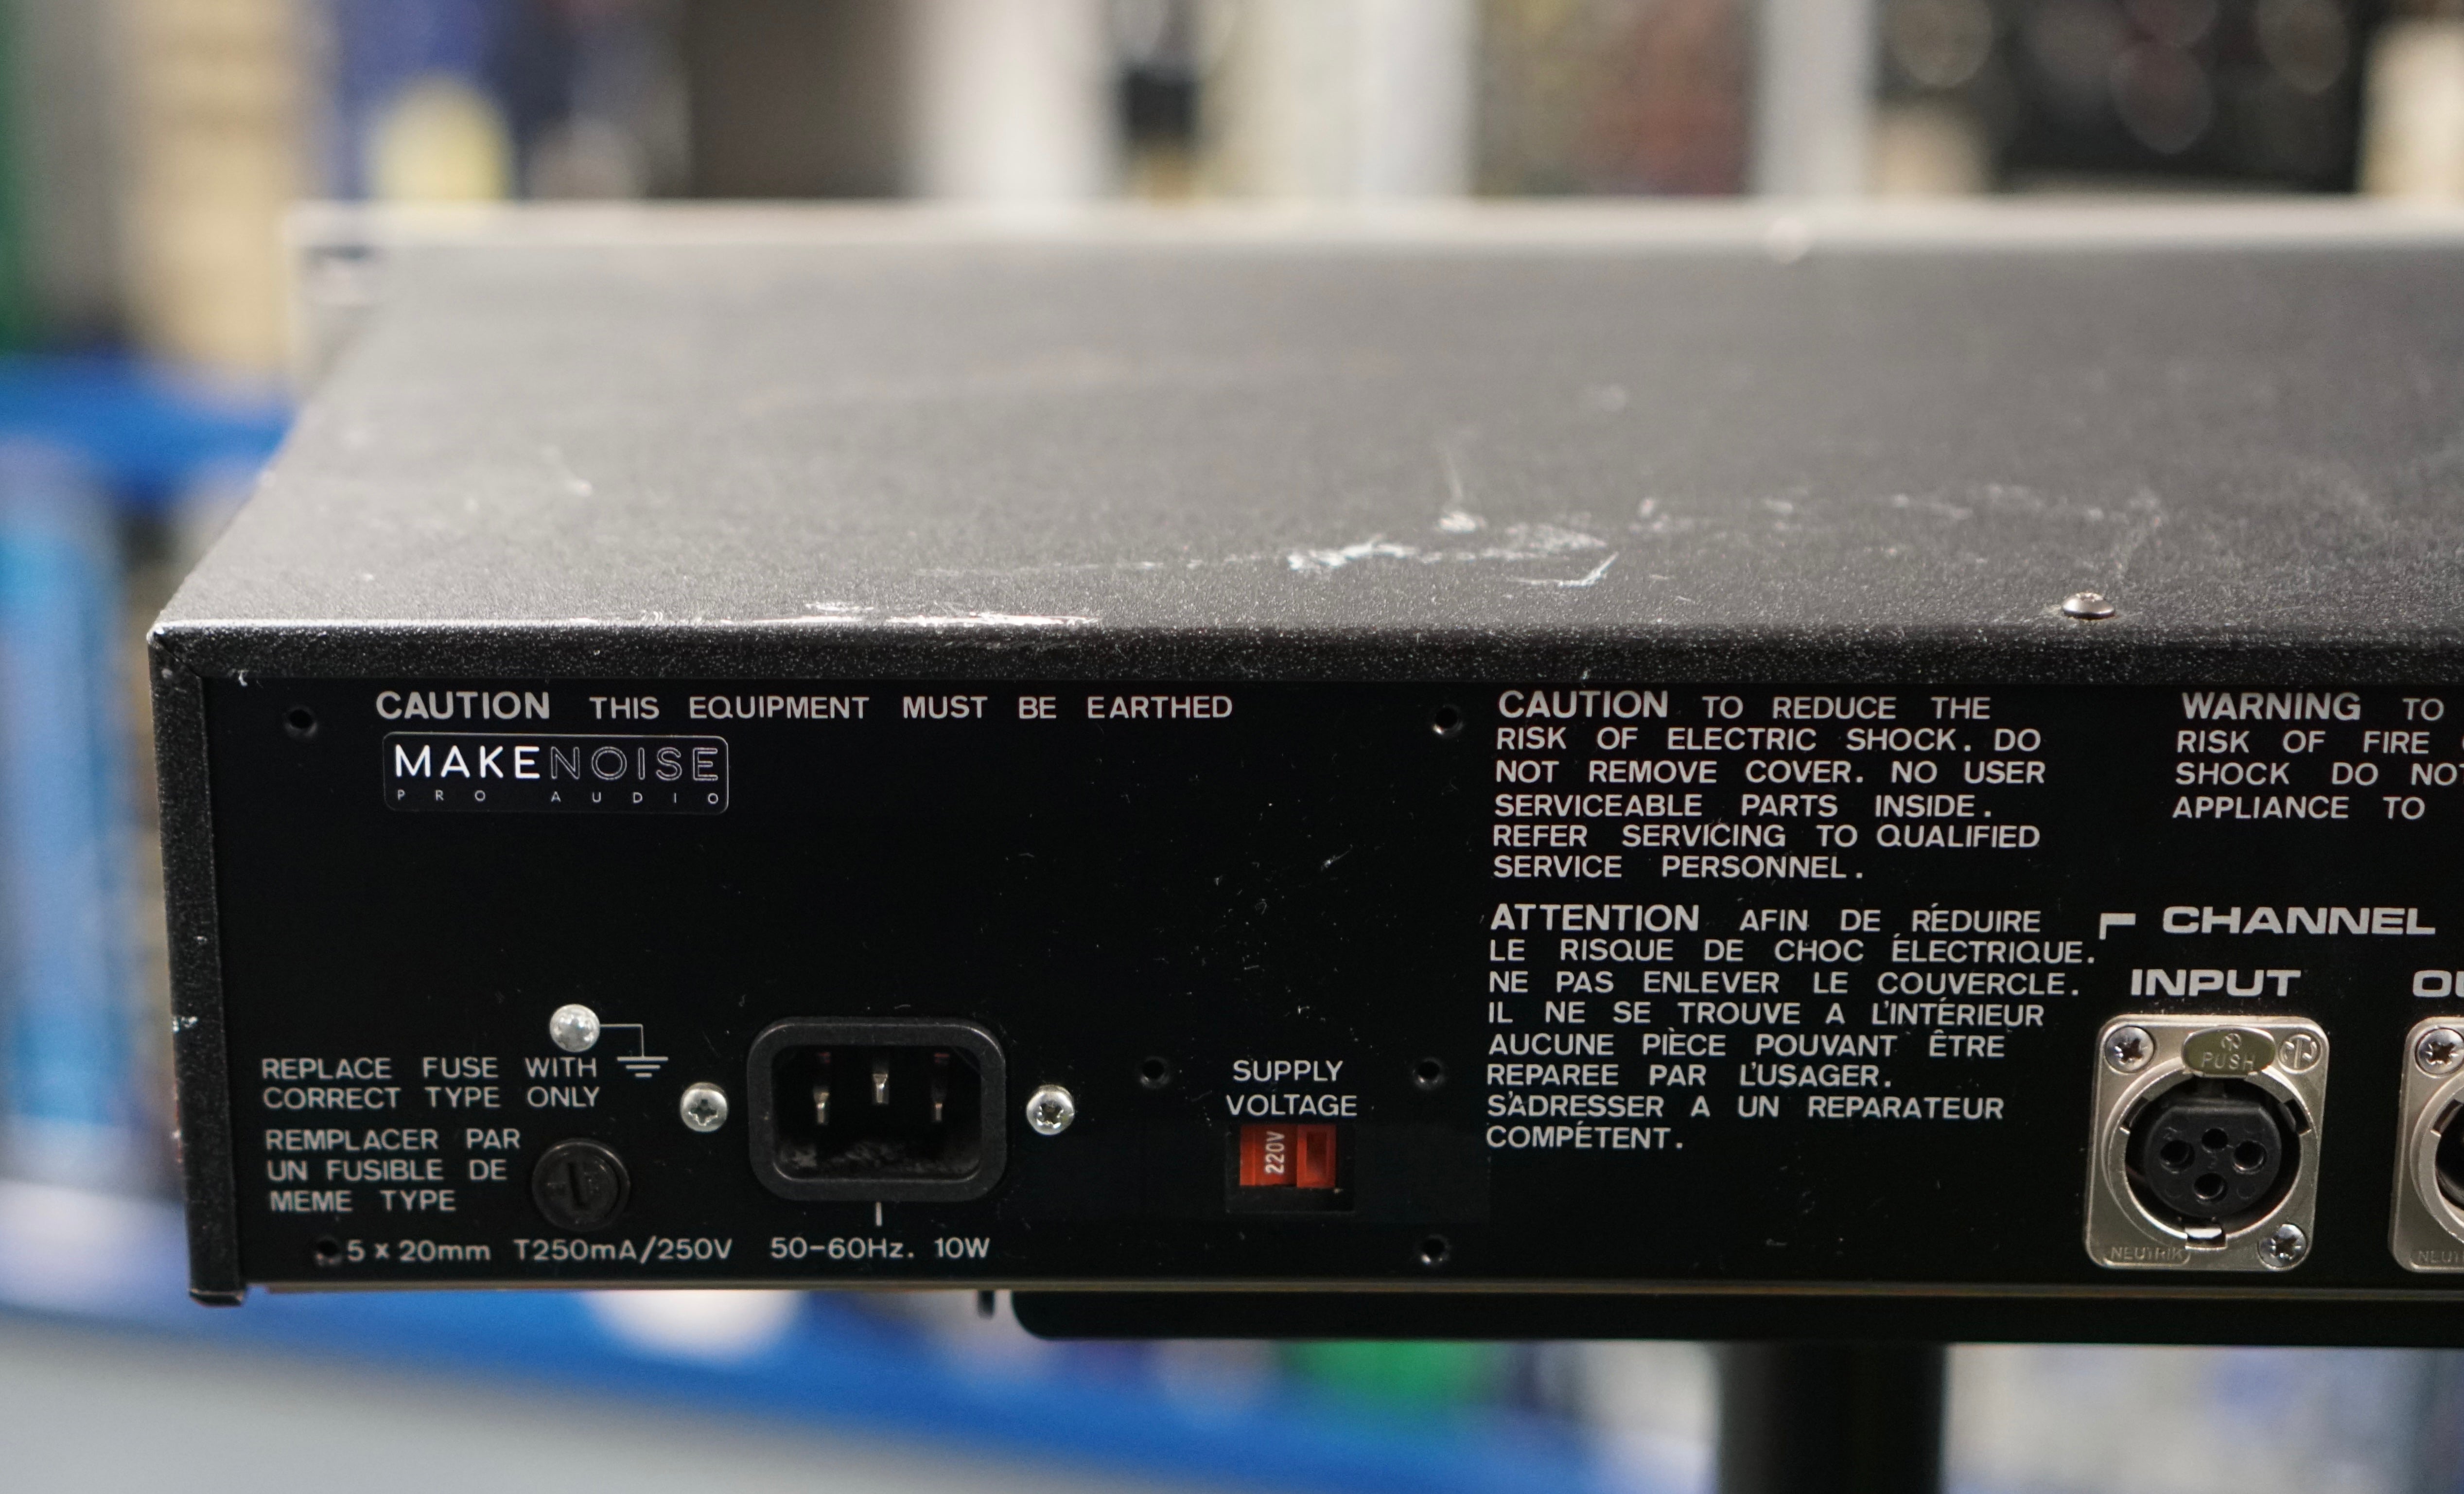 CAUTION THIS EQUIPMENT MUST BE EARTHED
MAKENOISE
PRO AUDIO
REPLACE FUSE WITH
CORRECT TYPE ONLY
REMPLACER PAR
UN FUSIBLE DE
MEME TYPE
5 x 20mm T250mA/250V
50-60Hz. 10W
SUPPLY
VOLTAGE
220V
CAUTION TO REDUCE THE
RISK OF ELECTRIC SHOCK. DO
NOT REMOVE COVER. NO USER
SERVICEABLE PARTS INSIDE.
REFER SERVICING TO QUALIFIED
SERVICE PERSONNEL.
ATTENTION AFIN DE RÉDUIRE
LE RISQUE DE CHOC ÉLECTRIQUE.
NE PAS ENLEVER LE COUVERCLE.
IL NE SE TROUVE A L'INTÉRIEUR
AUCUNE PIÈCE POUVANT ÊTRE
REPAREE PAR L'USAGER.
S'ADRESSER A UN REPARATEUR
COMPÉTENT.
WARNING TO
RISK OF FIRE
SHOCK DO
APPLIANCE TO
CHANNEL
INPUT
PUSH
NEUTRIK